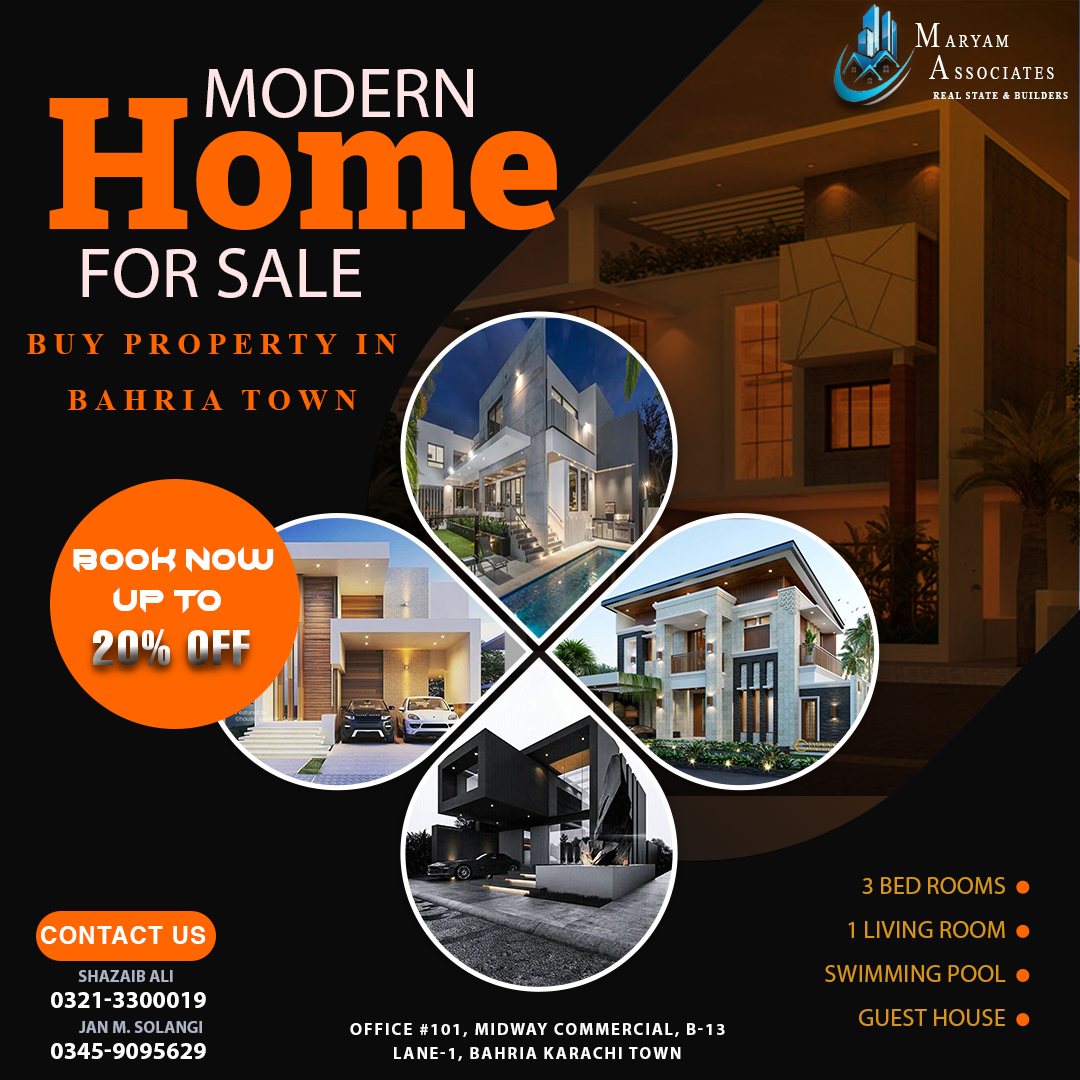 MARYAM
ASSOCIATES
REAL STATE & BUILDERS
MODERN
Home
FOR SALE
BUY PROPERTY IN
BAHRIA TOWN
BOOK NOW
UP TO
20% OFF
3 BED ROOMS
1 LIVING ROOM
SWIMMING POOL
GUEST HOUSE
CONTACT US
SHAZAIB ALI
0321-3300019
JAN M. SOLANGI
0345-9095629
OFFICE #101, MIDWAY COMMERCIAL, B-13
LANE-1, BAHRIA KARACHI TOWN